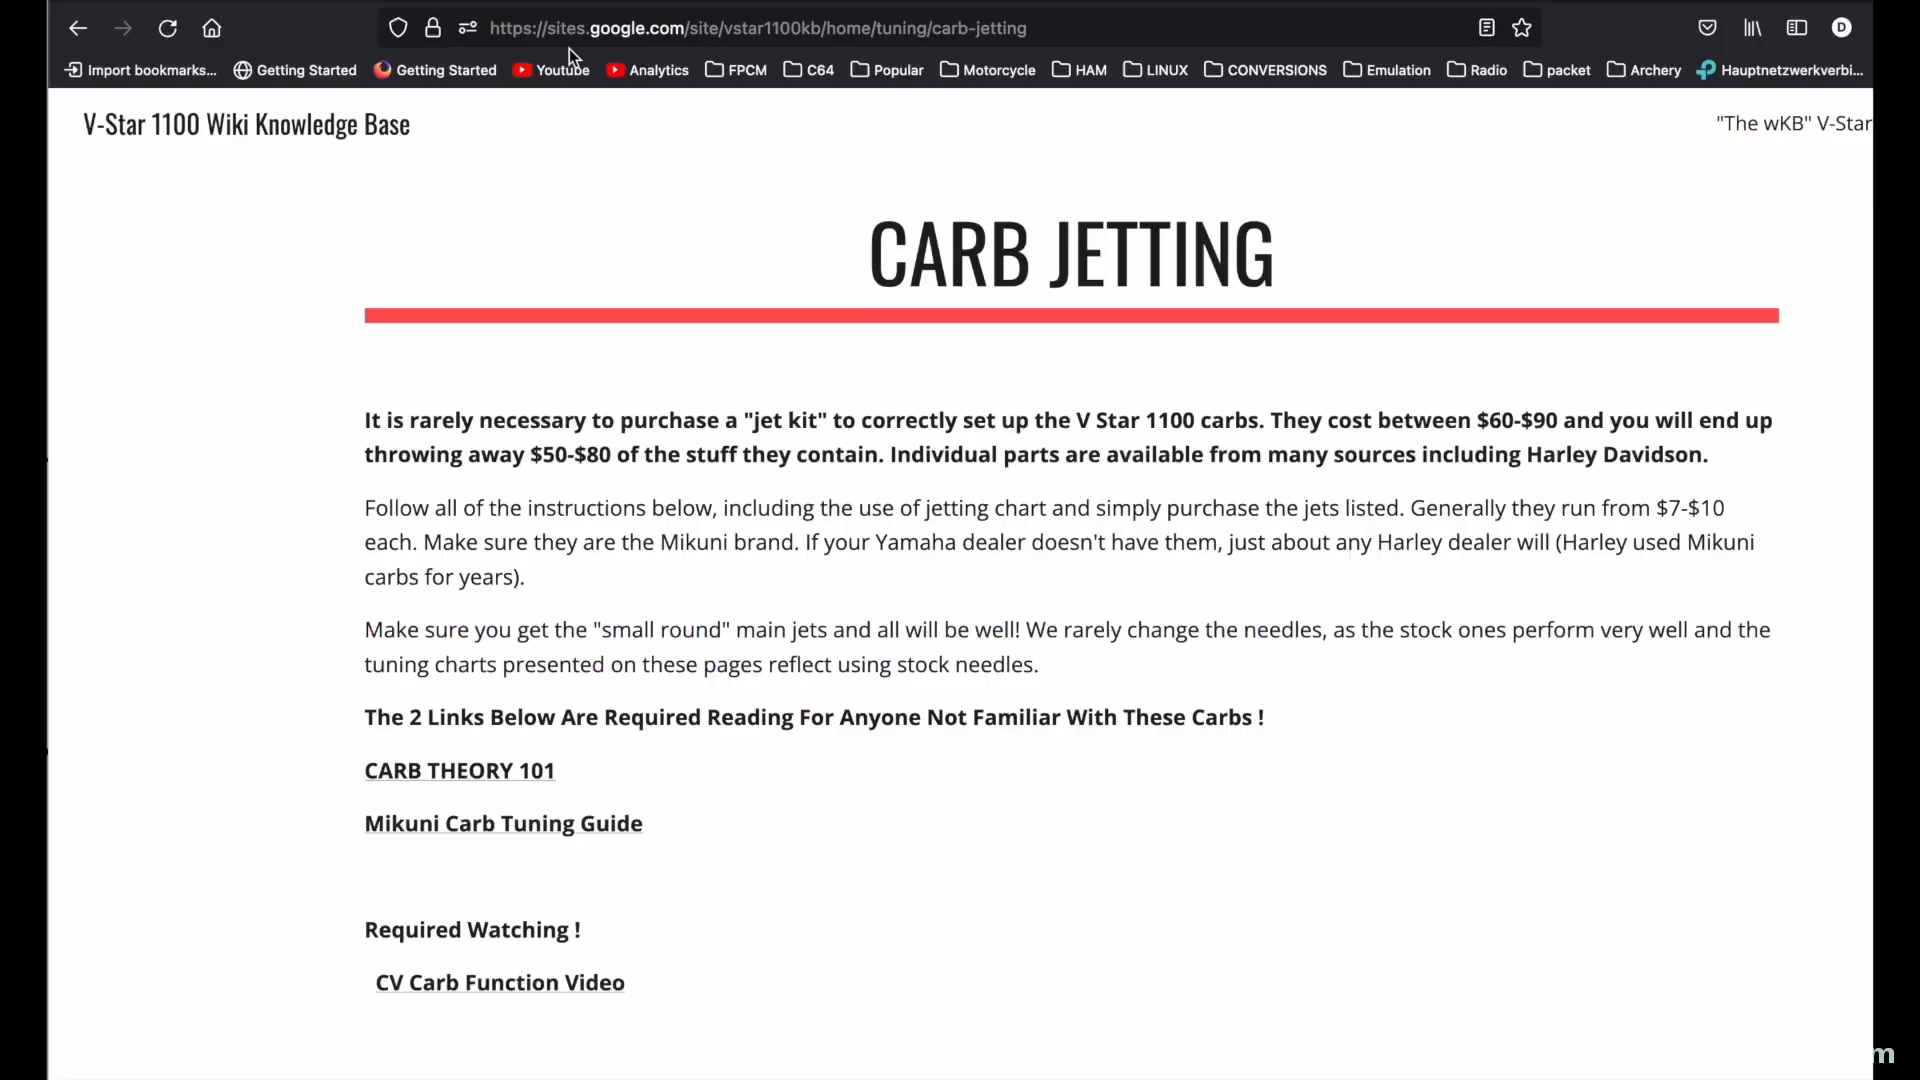 https://sites.google.com/site/vstar1100kb/home/tuning/carb-jetting
D
Import bookmarks... Getting Started Getting Started Youtube Analytics FPCM C64 Popular Motorcycle HAM LINUX CONVERSIONS Emulation Radio packet Archery Hauptnetzwerkverbi...
V-Star 1100 Wiki Knowledge Base
"The wKB" V-Star
CARB JETTING
It is rarely necessary to purchase a "jet kit" to correctly set up the V Star 1100 carbs. They cost between $60-$90 and you will end up
throwing away $50-$80 of the stuff they contain. Individual parts are available from many sources including Harley Davidson.
Follow all of the instructions below, including the use of jetting chart and simply purchase the jets listed. Generally they run from $7-$10
each. Make sure they are the Mikuni brand. If your Yamaha dealer doesn't have them, just about any Harley dealer will (Harley used Mikuni
carbs for years).
Make sure you get the "small round" main jets and all will be well! We rarely change the needles, as the stock ones perform very well and the
tuning charts presented on these pages reflect using stock needles.
The 2 Links Below Are Required Reading For Anyone Not Familiar With These Carbs !
CARB THEORY 101
Mikuni Carb Tuning Guide
Required Watching !
CV Carb Function Video
m